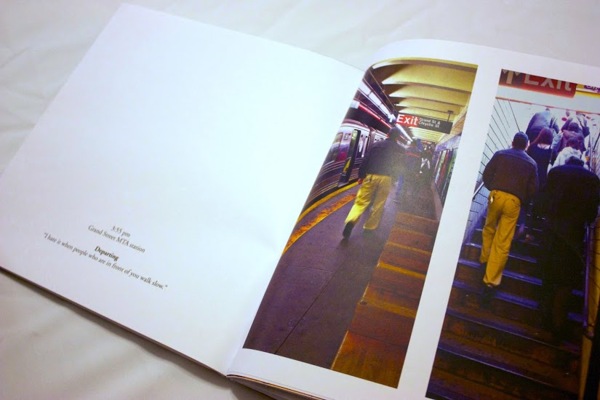 9:55 pm
Grand Street MTA station
Departing
"I hate it when people who are in front of you walk slow."
Exit
Exit